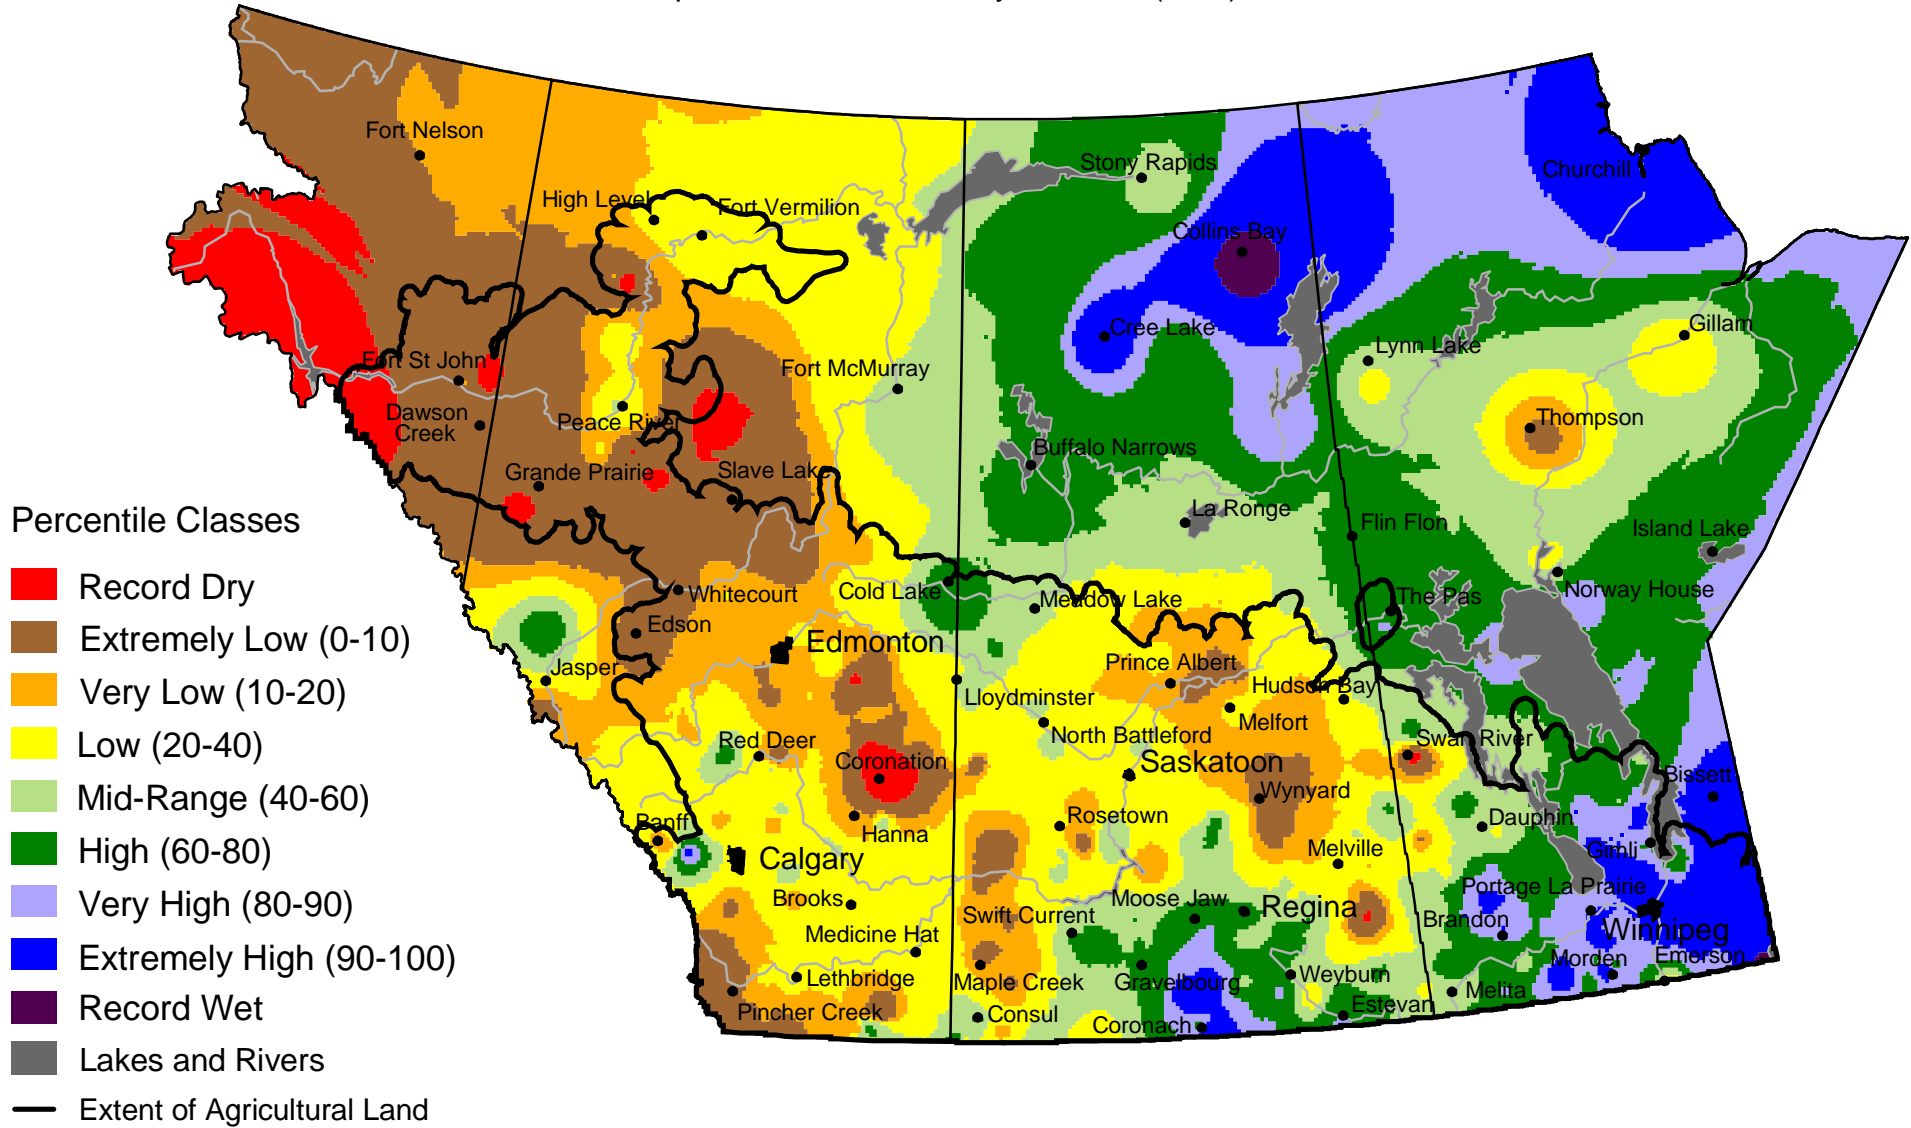 Fort Nelson
Stony Rapids
Churchill
High Level
Fort Vermilion
Collins Bay
Cree Lake
Gillam
Lynn Lake
Fort St John
Fort McMurray
Dawson
Creek
Peace River
Thompson
Buffalo Narrows
Grande Prairie
Slave Lake
La Ronge
Flin Flon
Island Lake
Percentile Classes
Record Dry
Extremely Low (0-10)
Very Low (10-20)
Low (20-40)
Mid-Range (40-60)
High (60-80)
Very High (80-90)
Extremely High (90-100)
Record Wet
Lakes and Rivers
Extent of Agricultural Land
Whitecourt
Cold Lake
Meadow Lake
The Pas
Norway House
Edson
Edmonton
Jasper
Prince Albert
Hudson Bay
Lloydminster
Melfort
North Battleford
Red Deer
Swan River
Coronation
Saskatoon
Bissett
Wynyard
Banff
Hanna
Rosetown
Dauphin
Calgary
Melville
Gimli
Brooks
Moose Jaw
Portage La Prairie
Swift Current
Regina
Brandon
Medicine Hat
Winnipeg
Morden
Emerson
Lethbridge
Maple Creek
Gravelbourg
Weyburn
Melita
Pincher Creek
Consul
Coronach
Estevan